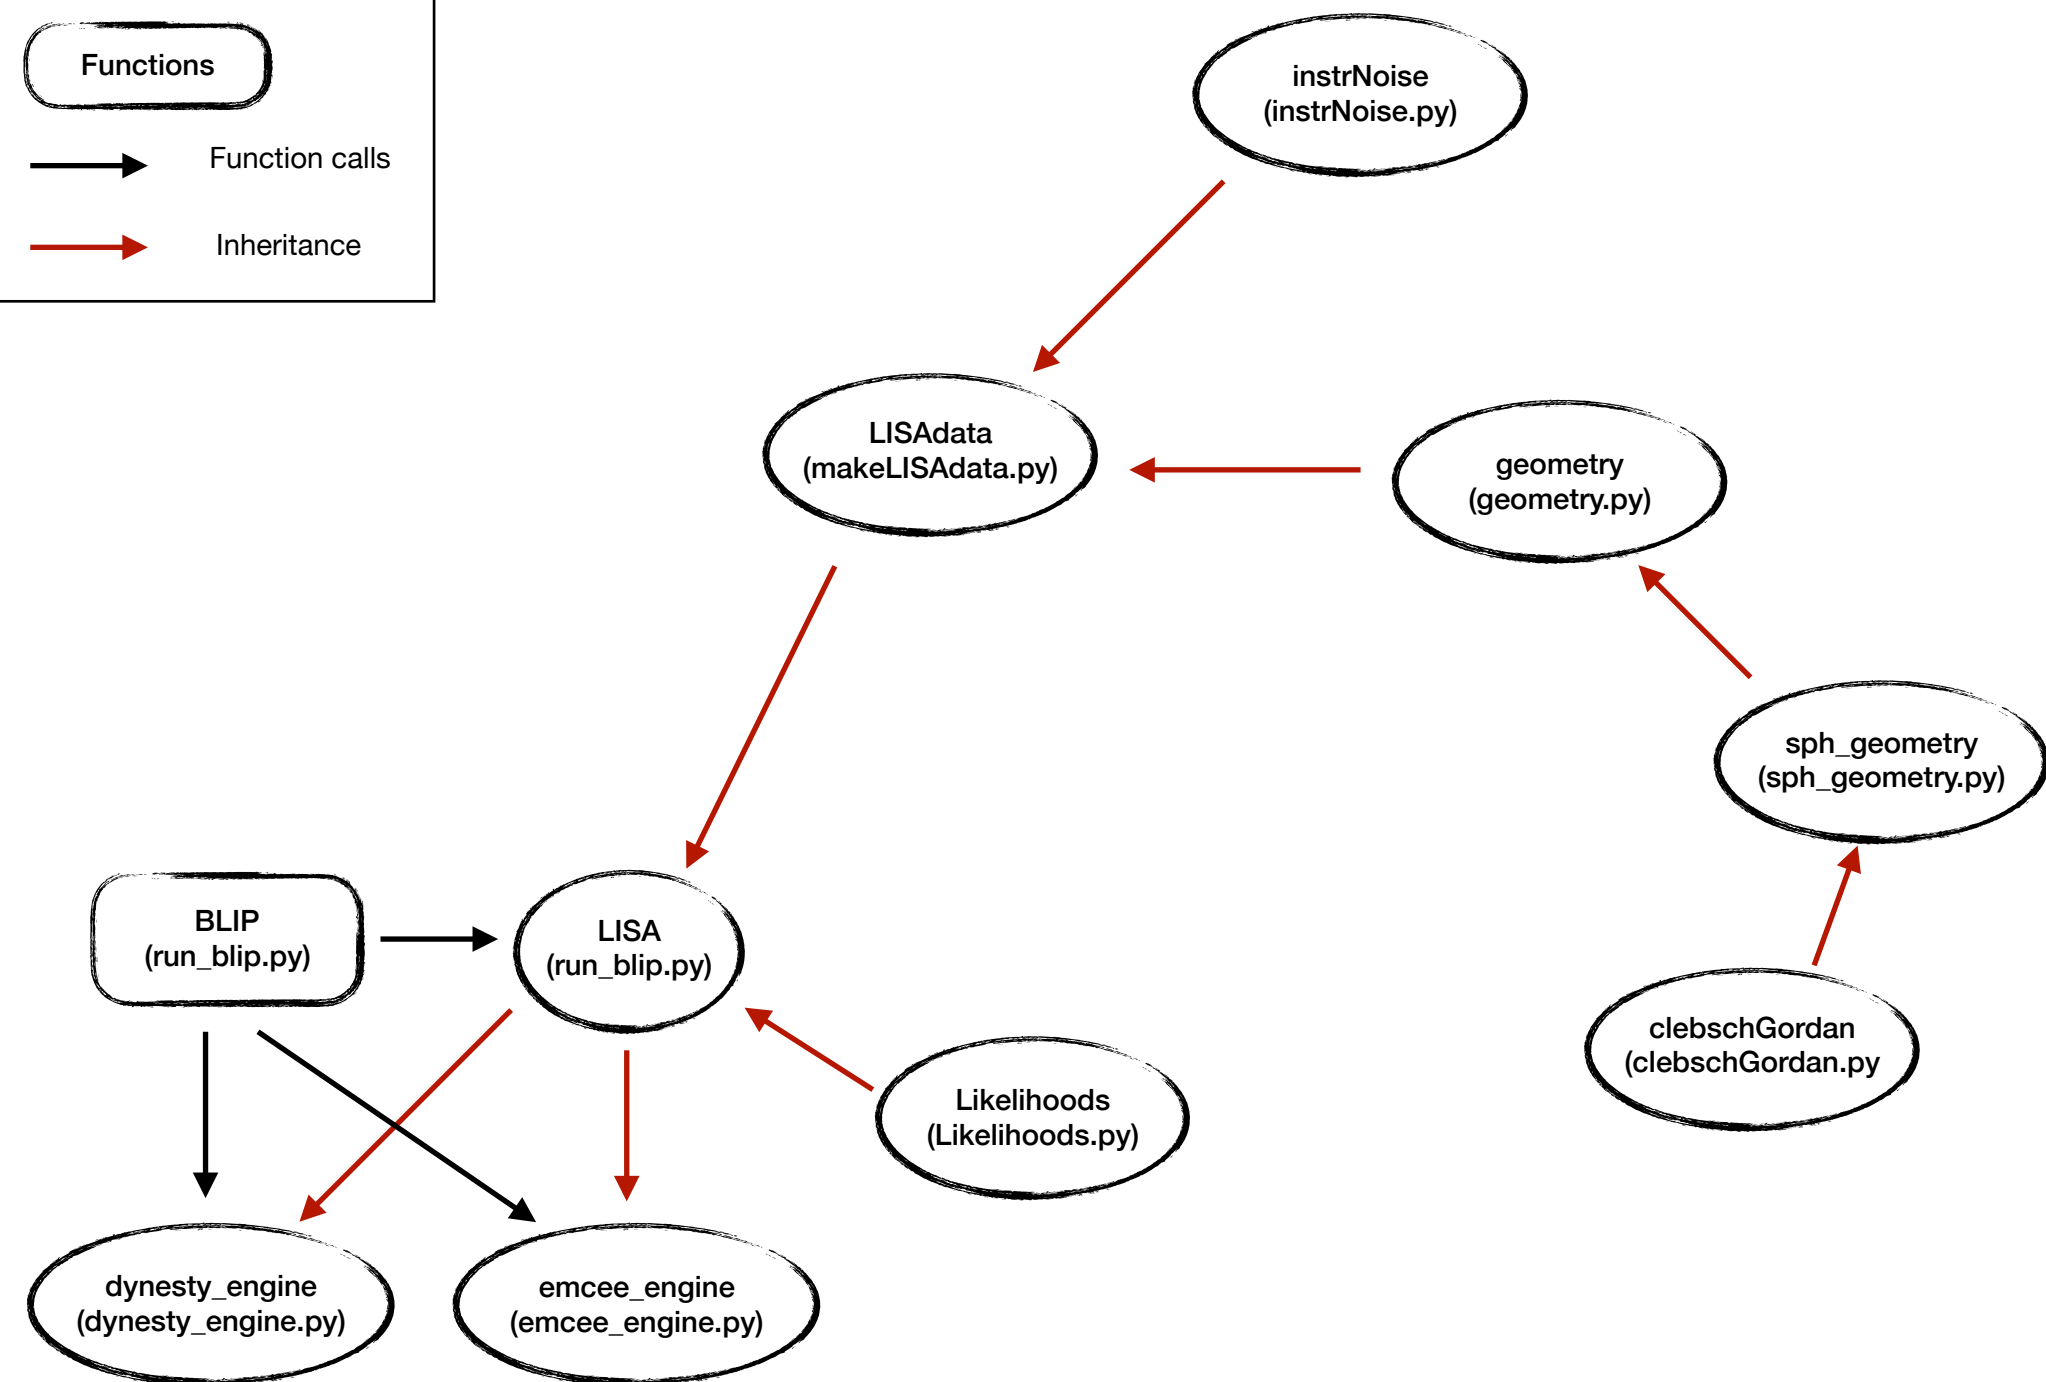 Functions
Function calls
Inheritance
instrNoise
(instrNoise.py)
LISAdata
(makeLISAdata.py)
geometry
(geometry.py)
sph_geometry
(sph_geometry.py)
BLIP
(run_blip.py)
LISA
(run_blip.py)
clebschGordan
(clebschGordan.py
Likelihoods
(Likelihoods.py)
dynesty_engine
(dynesty_engine.py)
emcee_engine
(emcee_engine.py)